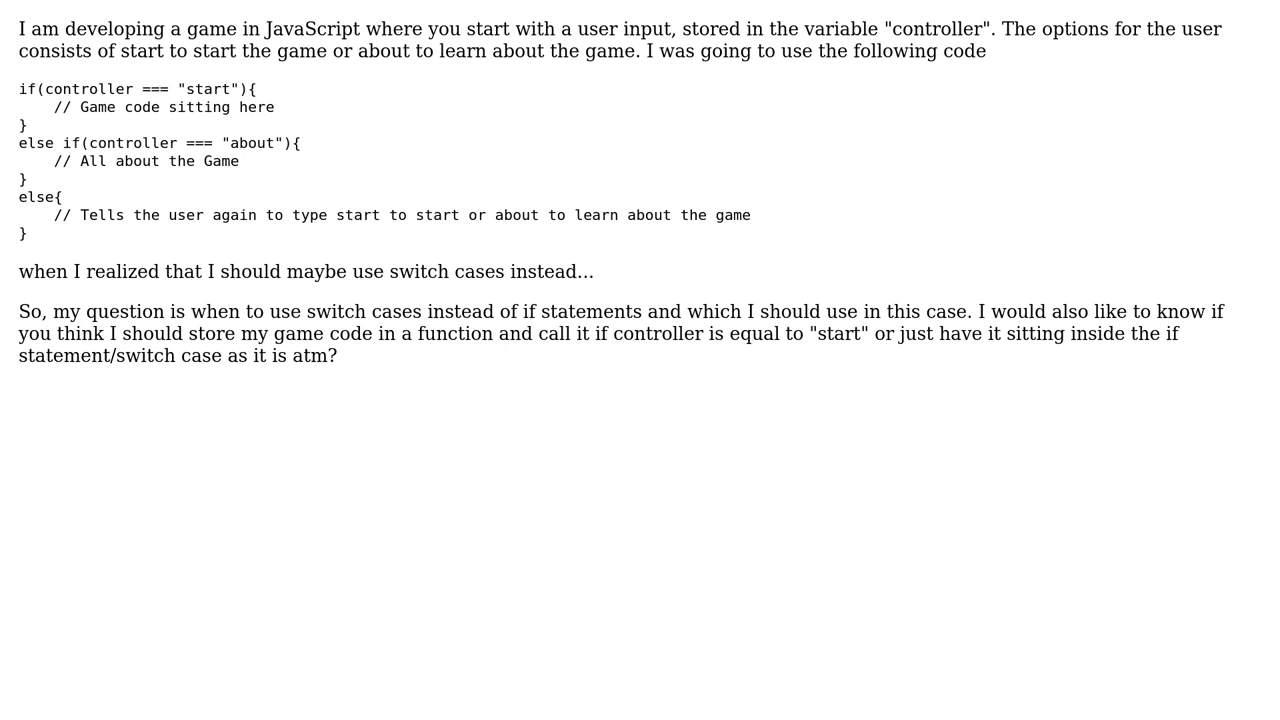 I am developing a game in JavaScript where you start with a user input, stored in the variable "controller". The options for the user
consists of start to start the game or about to learn about the game. I was going to use the following code
if(controller === "start"){
    // Game code sitting here
}
else if(controller === "about"){
    // All about the Game
}
else{
    // Tells the user again to type start to start or about to learn about the game
}
when I realized that I should maybe use switch cases instead...
So, my question is when to use switch cases instead of if statements and which I should use in this case. I would also like to know if
you think I should store my game code in a function and call it if controller is equal to "start" or just have it sitting inside the if
statement/switch case as it is atm?